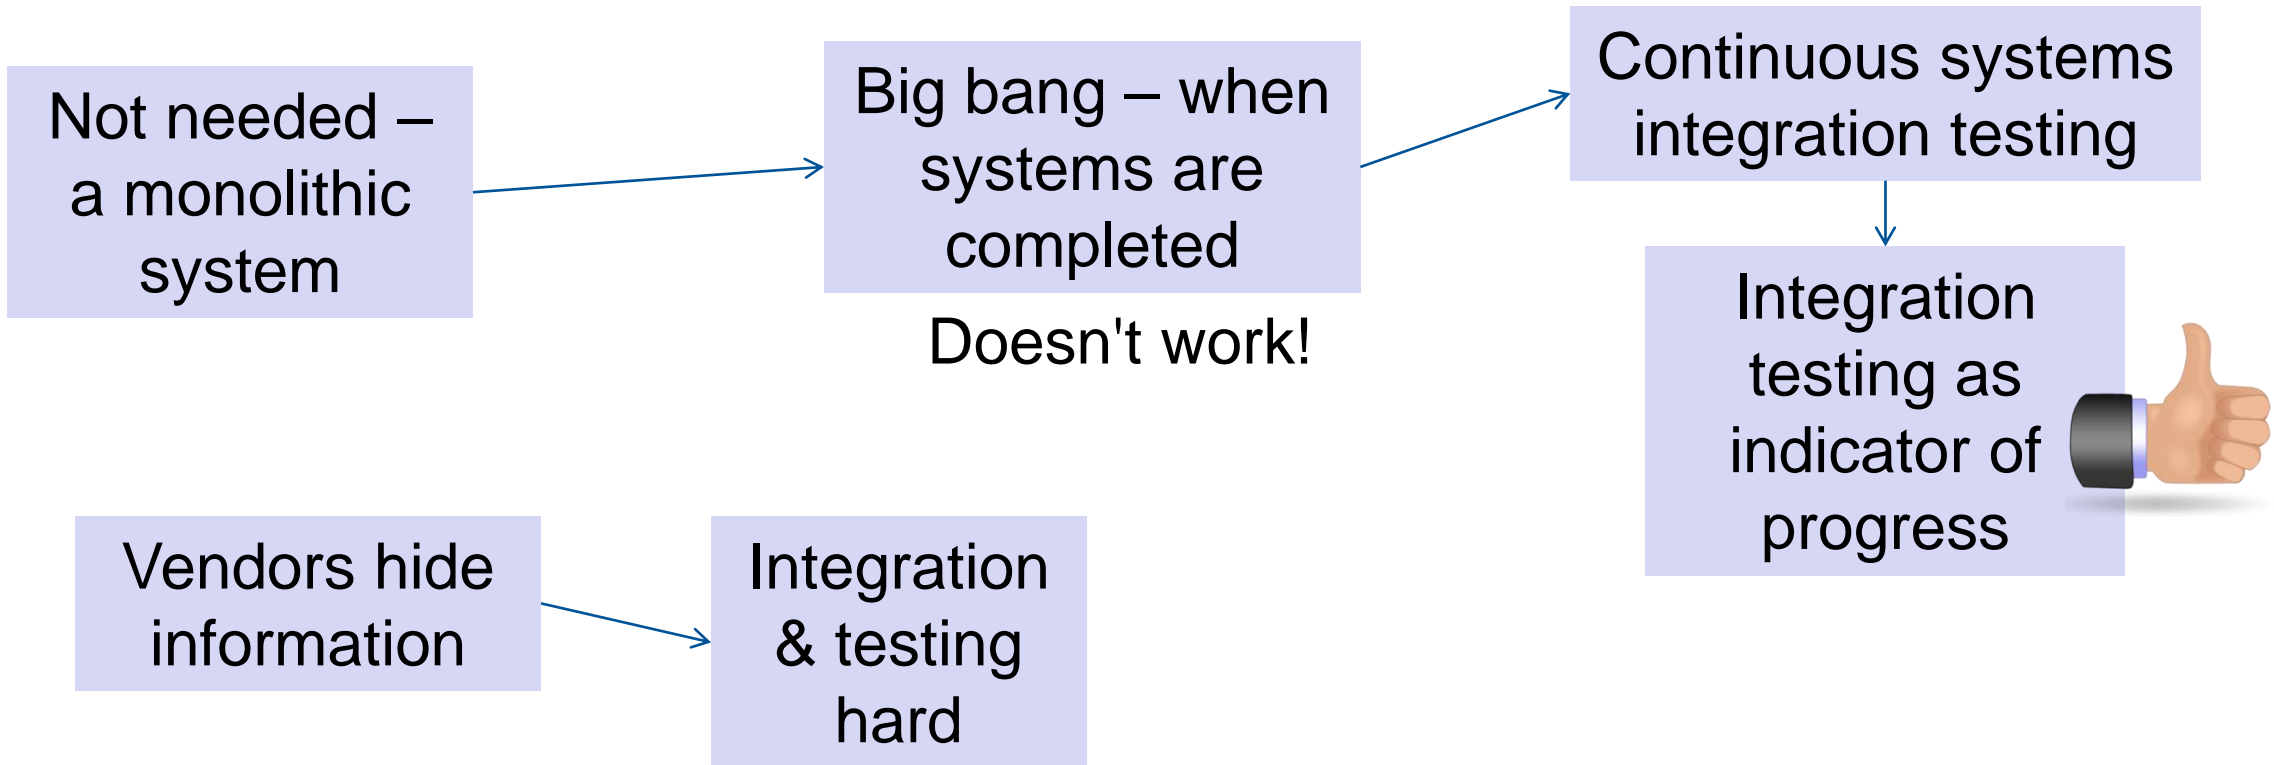 Not needed –
a monolithic
system
Big bang – when
systems are
completed
Doesn't work!
Continuous systems
integration testing
Integration
testing as
indicator of
progress
Vendors hide
information
Integration
& testing
hard